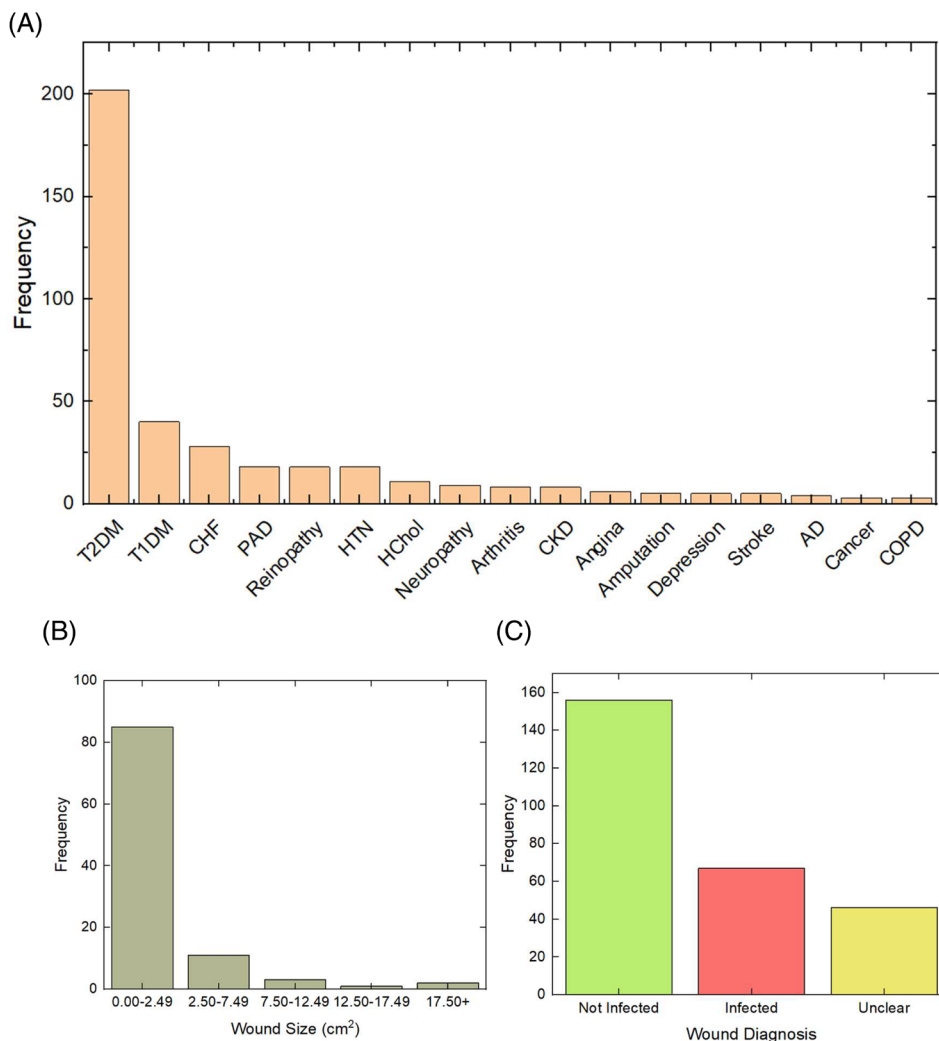 (A)
200
150
100
50
0
Frequency
T2DM T1DM CHF PAD Reinopathy HTN HChol Neuropathy Arthritis CKD Angina Amputation Depression Stroke AD Cancer COPD
(B)
100
80
60
40
20
0
Frequency
0.00-2.49 2.50-7.49 7.50-12.49 12.50-17.49 17.50+
Wound Size (cm²)
(C)
160
140
120
100
80
60
40
20
0
Frequency
Not Infected Infected Unclear
Wound Diagnosis